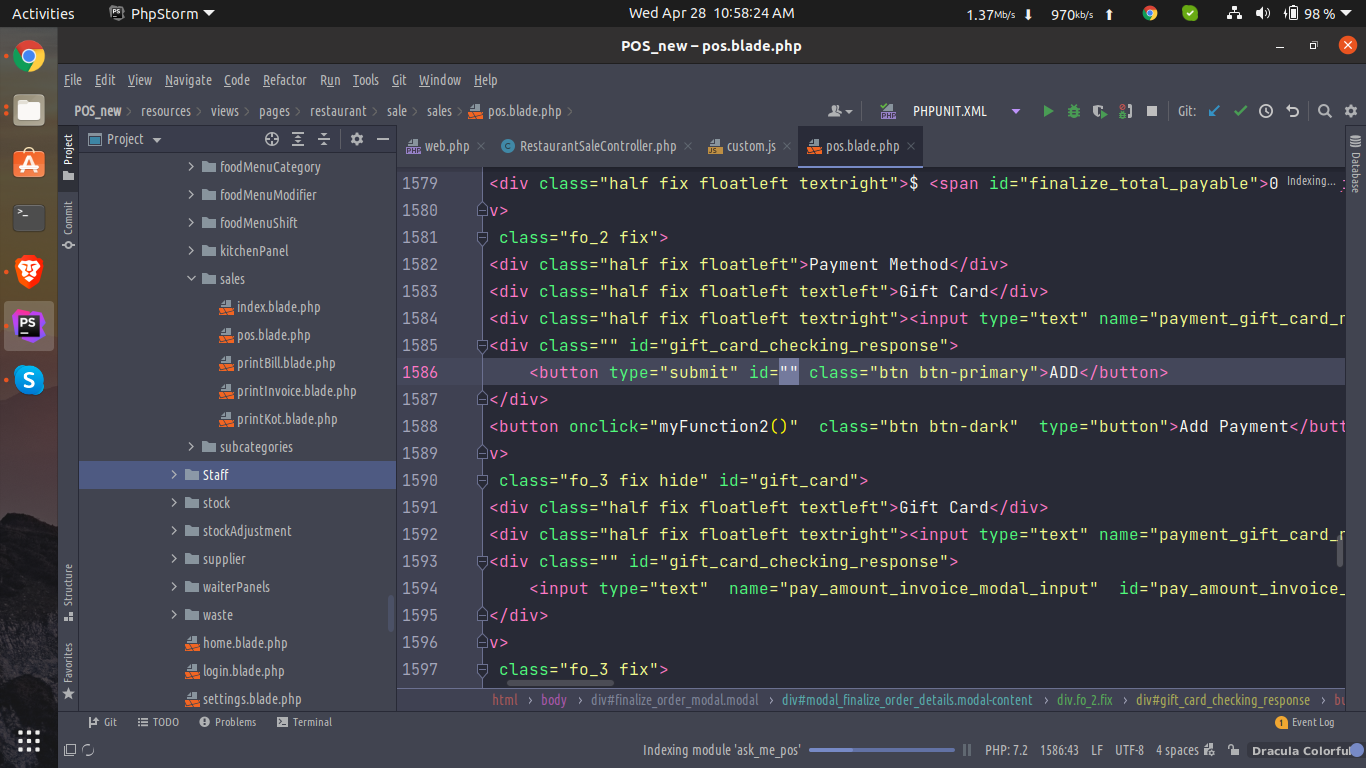 Activities PhpStorm Wed Apr 28 10:58:24 AM 1.37Mb/s 970kb/s 98 %
POS_new – pos.blade.php
File Edit View Navigate Code Refactor Run Tools Git Window Help
POS_new resources views pages restaurant sale sales pos.blade.php PHPUNIT.XML Git:
Project
web.php RestaurantSaleController.php custom.js pos.blade.php
Project
Commit
Structure
Favorites
foodMenuCategory
foodMenuModifier
foodMenuShift
kitchenPanel
sales
index.blade.php
pos.blade.php
printBill.blade.php
printInvoice.blade.php
printKot.blade.php
subcategories
Staff
stock
stockAdjustment
supplier
waiterPanels
waste
home.blade.php
login.blade.php
settings.blade.php
1579 <div class="half fix floatleft textright">$ <span id="finalize_total_payable">0 Indexing...
1580 v>
1581 class="fo_2 fix">
1582 <div class="half fix floatleft">Payment Method</div>
1583 <div class="half fix floatleft textleft">Gift Card</div>
1584 <div class="half fix floatleft textright"><input type="text" name="payment_gift_card_
1585 <div class="" id="gift_card_checking_response">
1586 <button type="submit" id="" class="btn btn-primary">ADD</button>
1587 </div>
1588 <button onclick="myFunction2()" class="btn btn-dark" type="button">Add Payment</butt
1589 v>
1590 class="fo_3 fix hide" id="gift_card">
1591 <div class="half fix floatleft textleft">Gift Card</div>
1592 <div class="half fix floatleft textright"><input type="text" name="payment_gift_card_
1593 <div class="" id="gift_card_checking_response">
1594 <input type="text" name="pay_amount_invoice_modal_input" id="pay_amount_invoice_
1595 </div>
1596 v>
1597 class="fo_3 fix">
Database
html body div#finalize_order_modal.modal div#modal_finalize_order_details.modal-content div.fo_2.fix div#gift_card_checking_response
Git TODO Problems Terminal 1 Event Log
Indexing module 'ask_me_pos' PHP: 7.2 1586:43 LF UTF-8 4 spaces Dracula Colorful